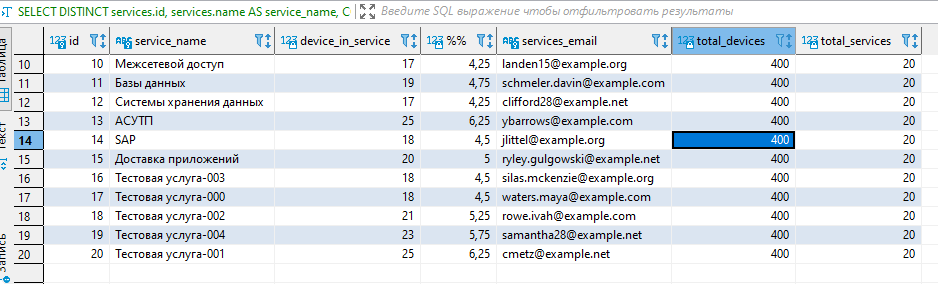 SELECT DISTINCT services.id, services.name AS service_name, C Введите SQL выражение чтобы отфильтровать результаты
Таблица
Текст
Запись
123 id ABC service_name 123 device_in_service 123 %% ABC services_email 123 total_devices 123 total_services
10 10 Межсетевой доступ 17 4,25 landen15@example.org 400 20
11 11 Базы данных 19 4,75 schmeler.davin@example.com 400 20
12 12 Системы хранения данных 17 4,25 clifford28@example.net 400 20
13 13 АСУТП 25 6,25 ybarrows@example.com 400 20
14 14 SAP 18 4,5 jlittel@example.org 400 20
15 15 Доставка приложений 20 5 ryley.gulgowski@example.net 400 20
16 16 Тестовая услуга-003 18 4,5 silas.mckenzie@example.org 400 20
17 17 Тестовая услуга-000 18 4,5 waters.maya@example.com 400 20
18 18 Тестовая услуга-002 21 5,25 rowe.ivah@example.com 400 20
19 19 Тестовая услуга-004 23 5,75 samantha28@example.com 400 20
20 20 Тестовая услуга-001 25 6,25 cmetz@example.net 400 20